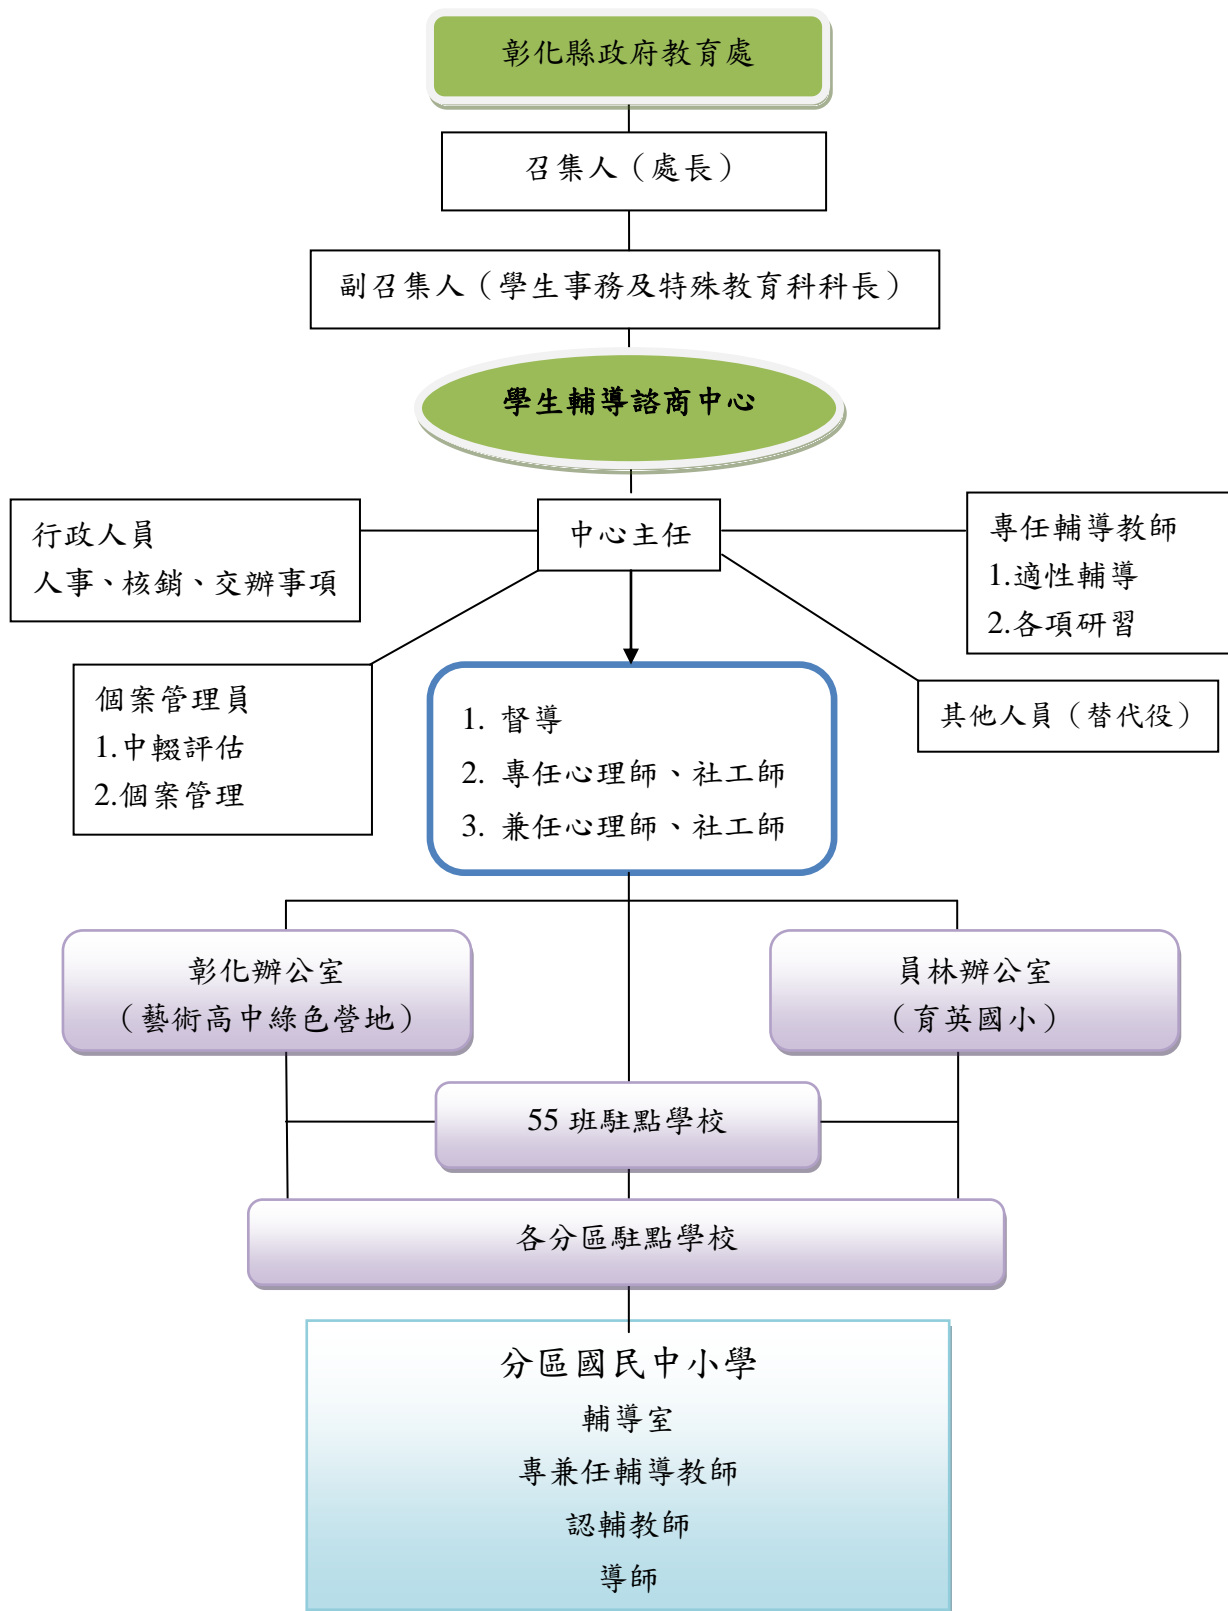 彰化縣政府教育處
召集人（處長）
副召集人（學生事務及特殊教育科科長）
學生輔導諮商中心
中心主任
行政人員
人事、核銷、交辦事項
專任輔導教師
1.適性輔導
2.各項研習
個案管理員
1.中輟評估
2.個案管理
其他人員（替代役）
1. 督導
2. 專任心理師、社工師
3. 兼任心理師、社工師
彰化辦公室
（藝術高中綠色營地）
員林辦公室
（育英國小）
55 班駐點學校
各分區駐點學校
分區國民中小學
輔導室
專兼任輔導教師
認輔教師
導師